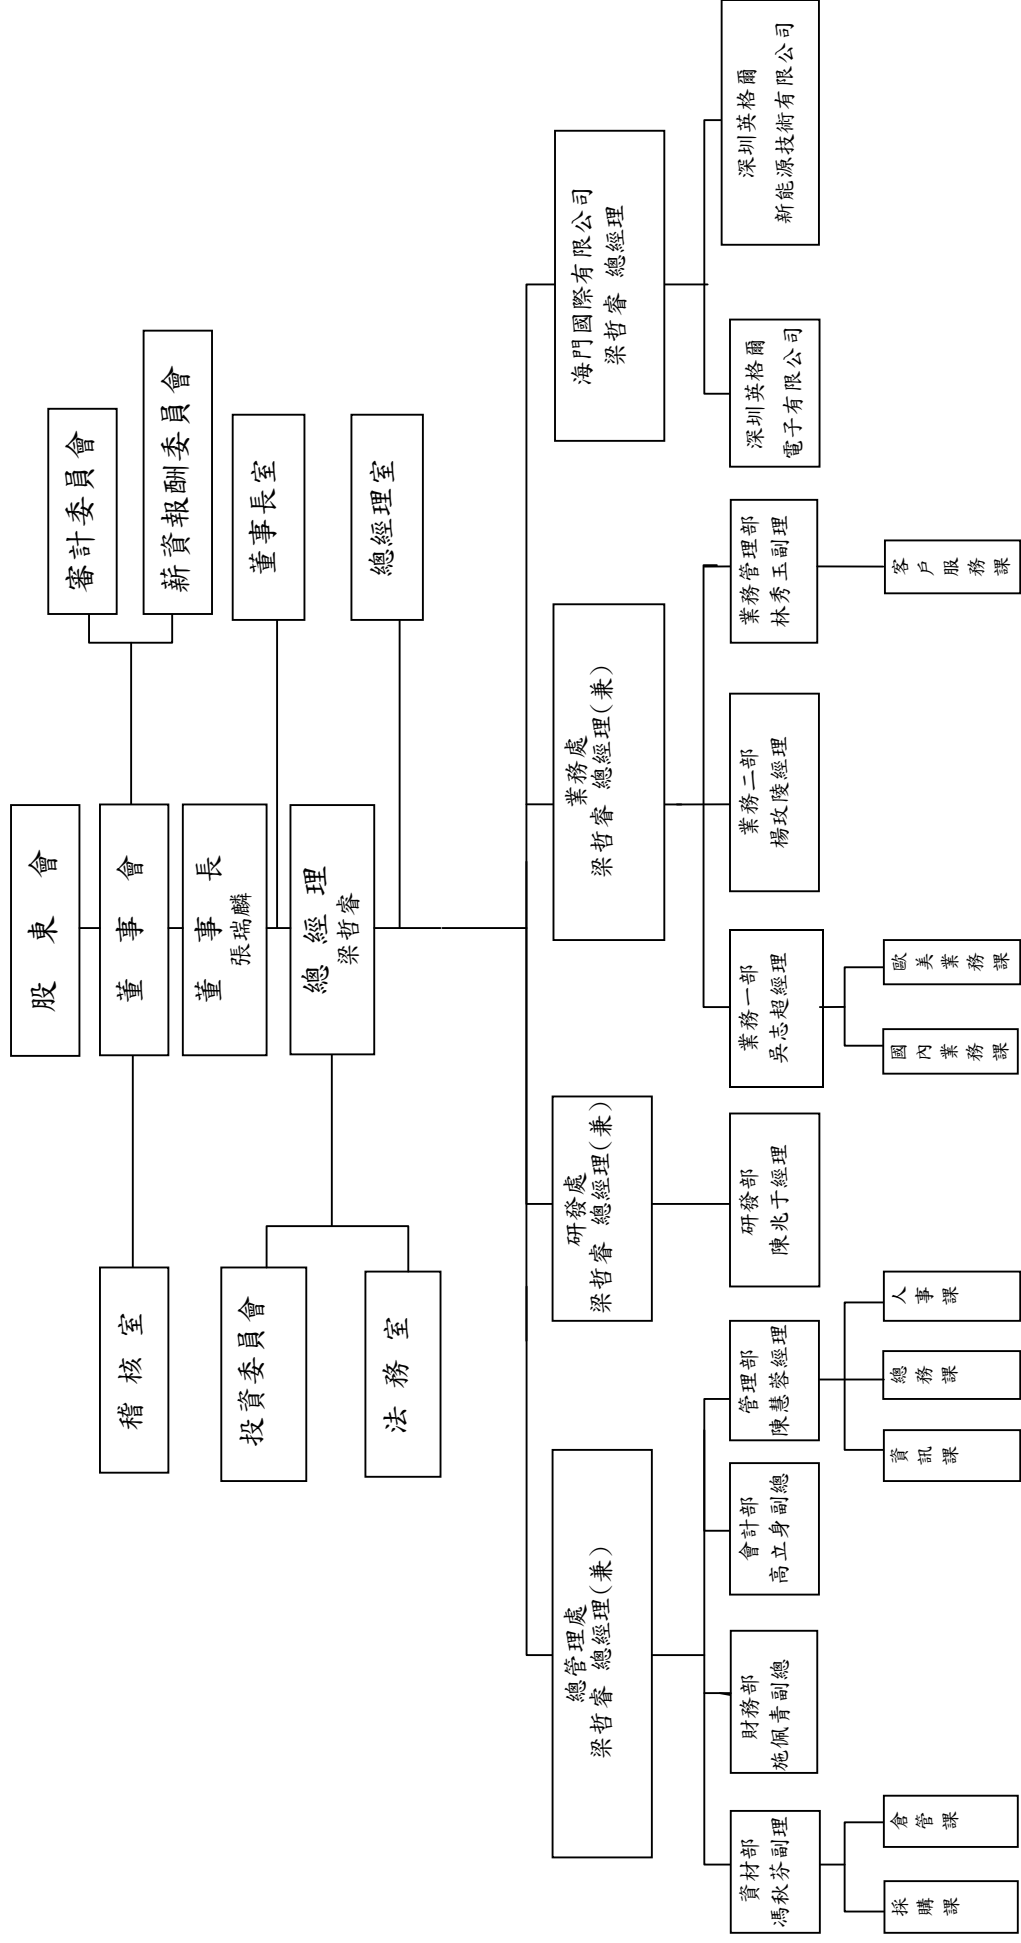 股東會
董事會
審計委員會
薪資報酬委員會
稽核室
董事長
張瑞麟
董事長室
總經理
梁哲睿
總經理室
投資委員會
法務室
總管理處
梁哲睿 總經理(兼)
研發處
梁哲睿 總經理(兼)
業務處
梁哲睿 總經理(兼)
海門國際有限公司
梁哲睿 總經理
資材部
馮秋芬副理
財務部
施佩青副總
會計部
高立身副總
管理部
陳慧蓉經理
研發部
陳兆于經理
業務一部
吳志超經理
業務二部
楊玫陵經理
業務管理部
林秀玉副理
深圳英格爾
電子有限公司
深圳英格爾
新能源技術有限公司
採購課
倉管課
資訊課
總務課
人事課
國內業務課
歐美業務課
客戶服務課